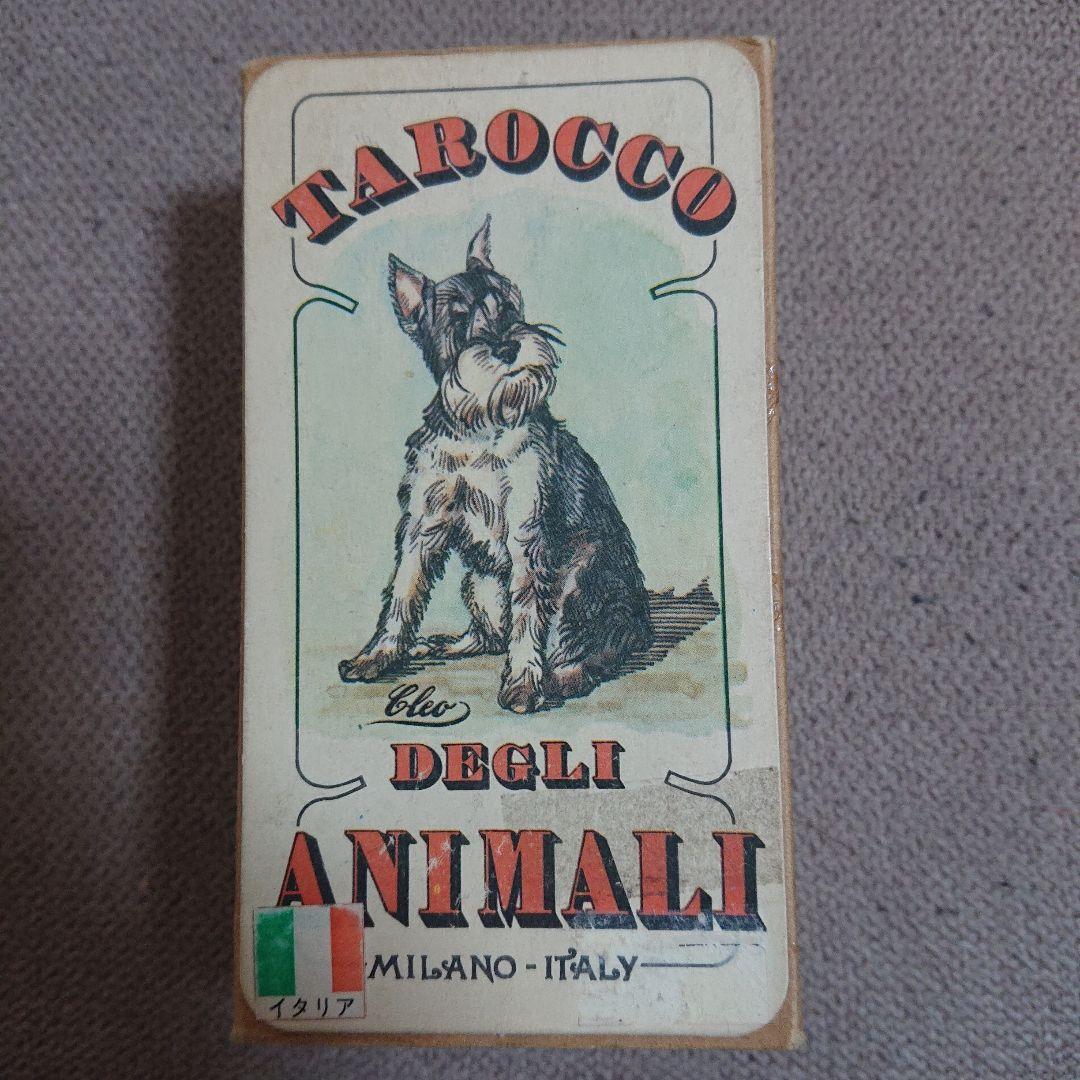 TAROCCO
Cleo
DEGLI
ANIMALI
MILANO - ITALY
イタリア